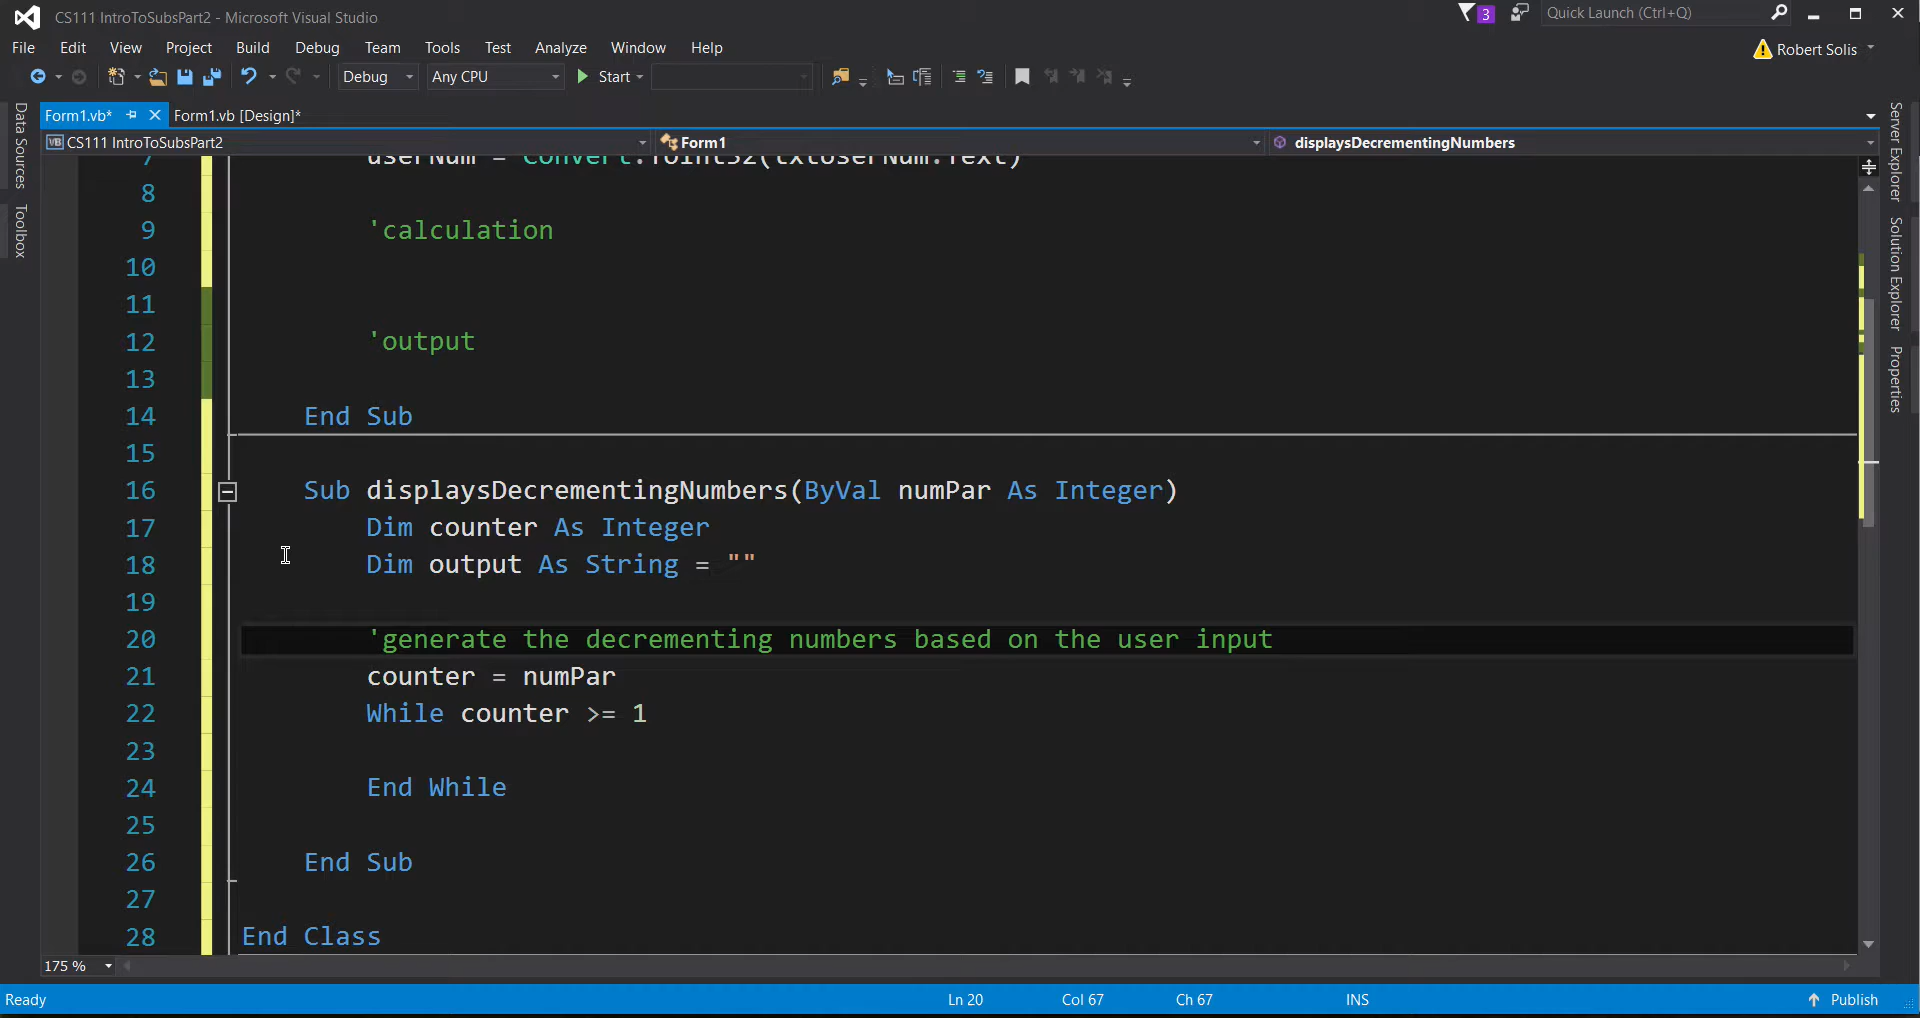 CS111 IntroToSubsPart2 - Microsoft Visual Studio
3
Quick Launch (Ctrl+Q)
File Edit View Project Build Debug Team Tools Test Analyze Window Help
Robert Solis
Debug Any CPU Start
Form1.vb* Form1.vb [Design]*
VB CS111 IntroToSubsPart2 Form1 displaysDecrementingNumbers
Data Sources
Toolbox
Server Explorer
Solution Explorer
Properties
7 userNum = Convert.ToInt32(txtUserNum.Text)
8
9 'calculation
10
11
12 'output
13
14 End Sub
15
16 Sub displaysDecrementingNumbers(ByVal numPar As Integer)
17 Dim counter As Integer
18 Dim output As String = ""
19
20 'generate the decrementing numbers based on the user input
21 counter = numPar
22 While counter >= 1
23
24 End While
25
26 End Sub
27
28 End Class
175 %
Ready Ln 20 Col 67 Ch 67 INS Publish